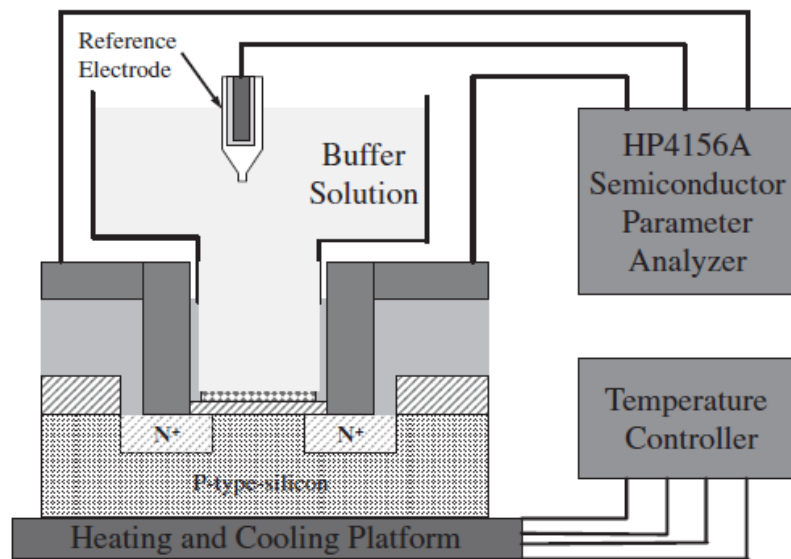 Reference
Electrode
Buffer
Solution
HP4156A
Semiconductor
Parameter
Analyzer
N+
N+
P-type-silicon
Temperature
Controller
Heating and Cooling Platform